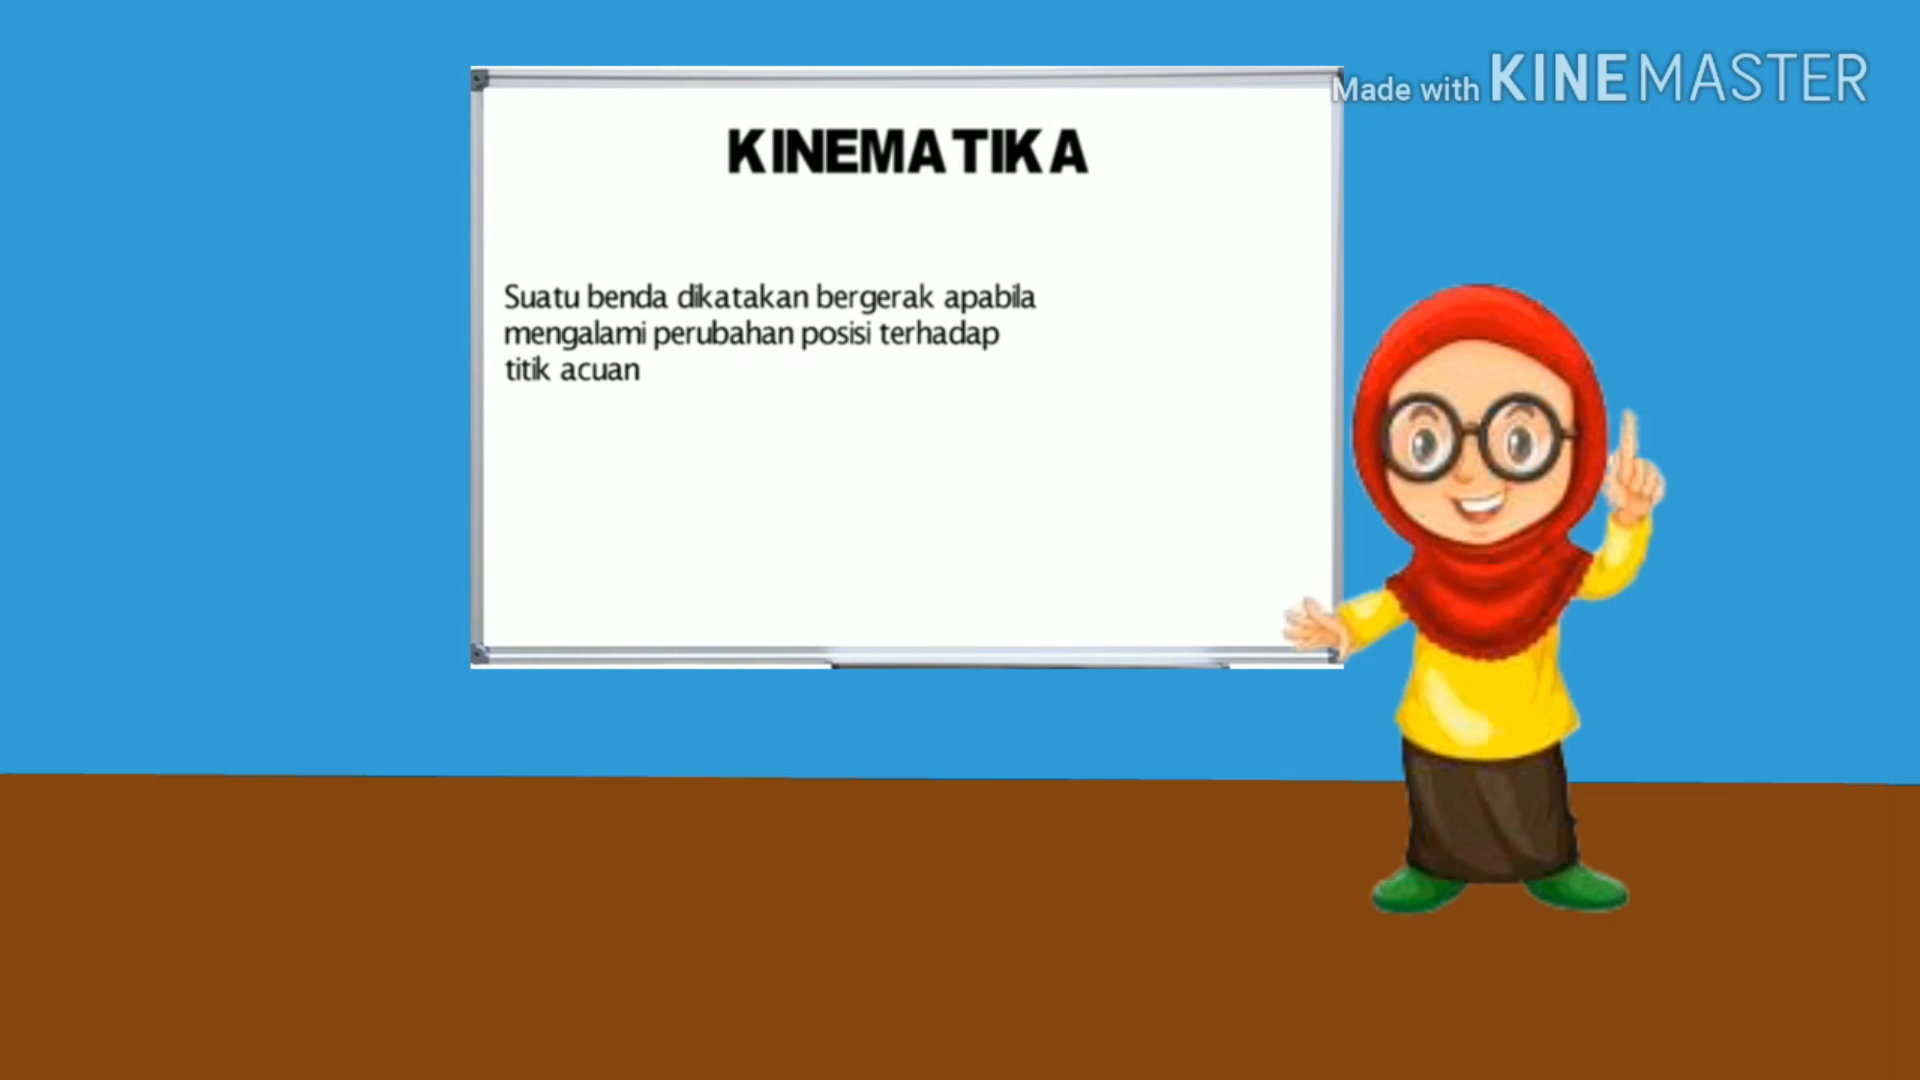 Made with KINEMASTER
KINEMATIKA
Suatu benda dikatakan bergerak apabila
mengalami perubahan posisi terhadap
titik acuan